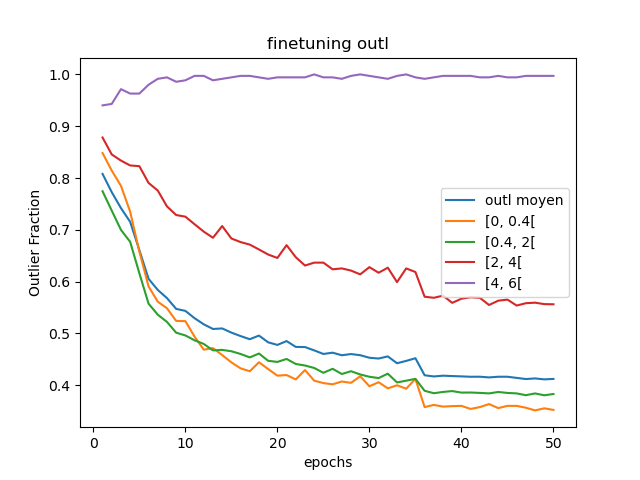 finetuning outl
1.0
0.9
0.8
0.7
0.6
0.5
0.4
Outlier Fraction
outl moyen
[0, 0.4[
[0.4, 2[
[2, 4[
[4, 6[
0 10 20 30 40 50
epochs